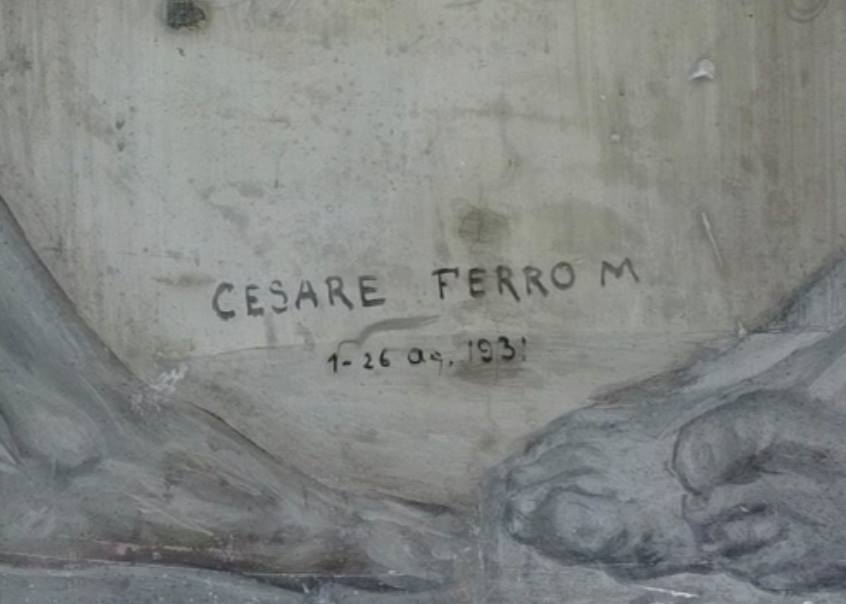 CESARE FERRO M
1-26 Ag. 1931